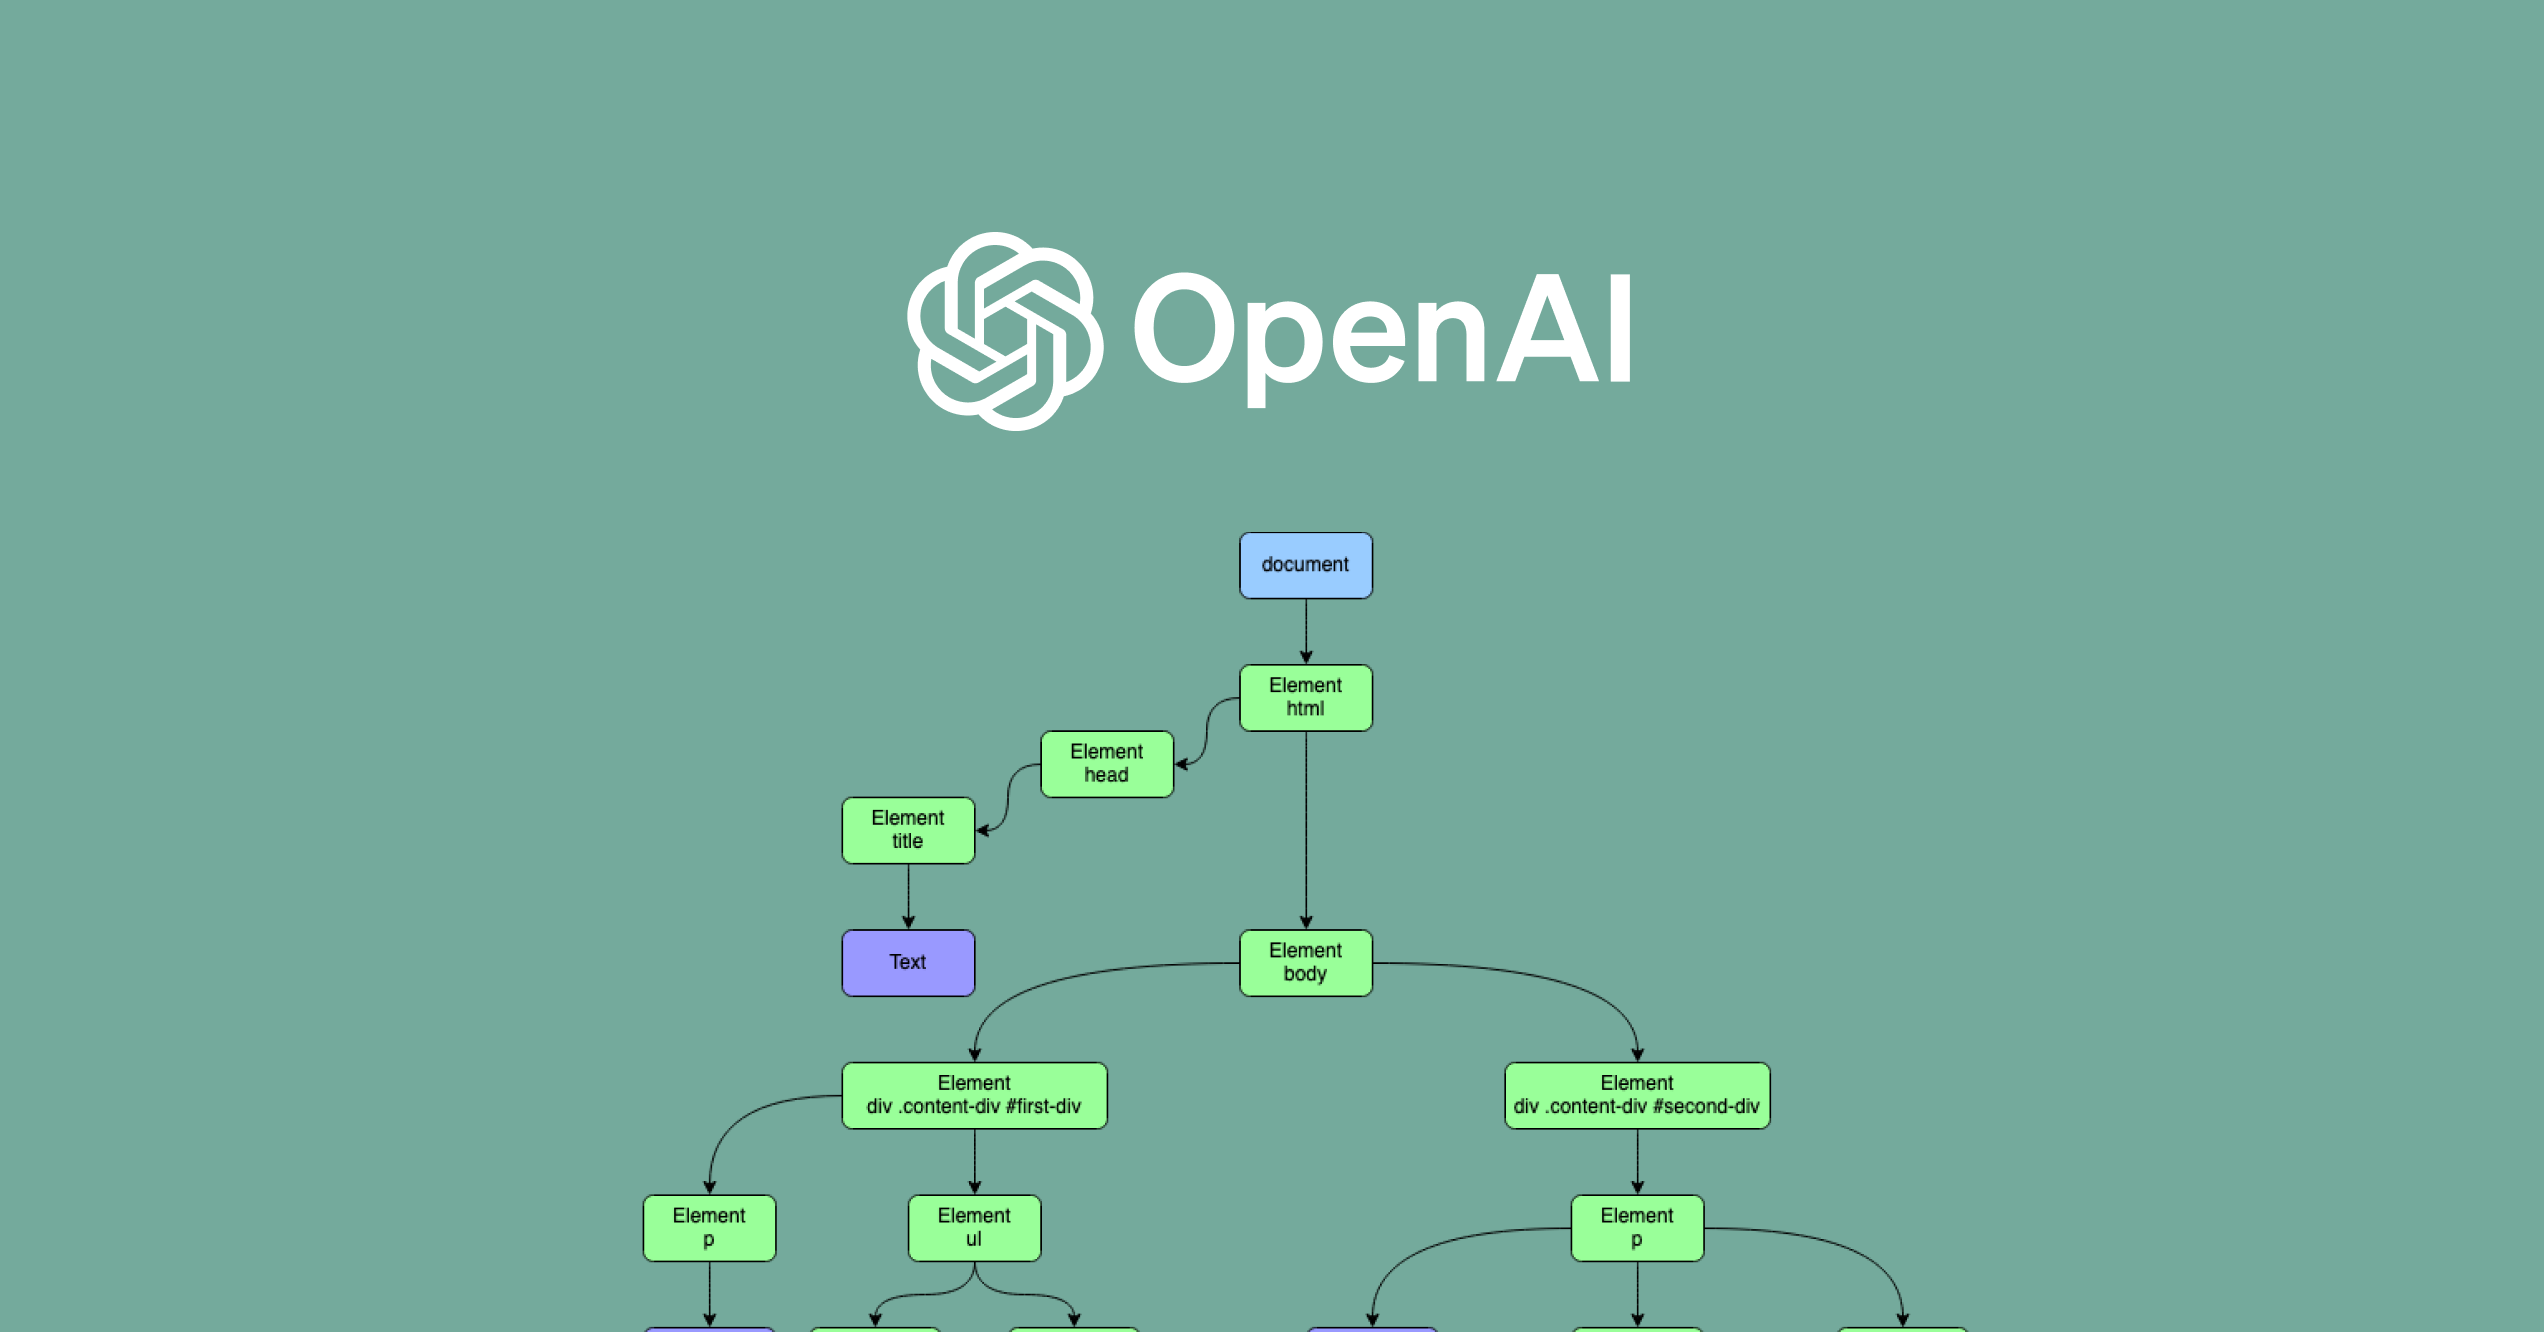 OpenAI
document
Element
html
Element
head
Element
title
Text
Element
body
Element
div .content-div #first-div
Element
div .content-div #second-div
Element
p
Element
ul
Element
p